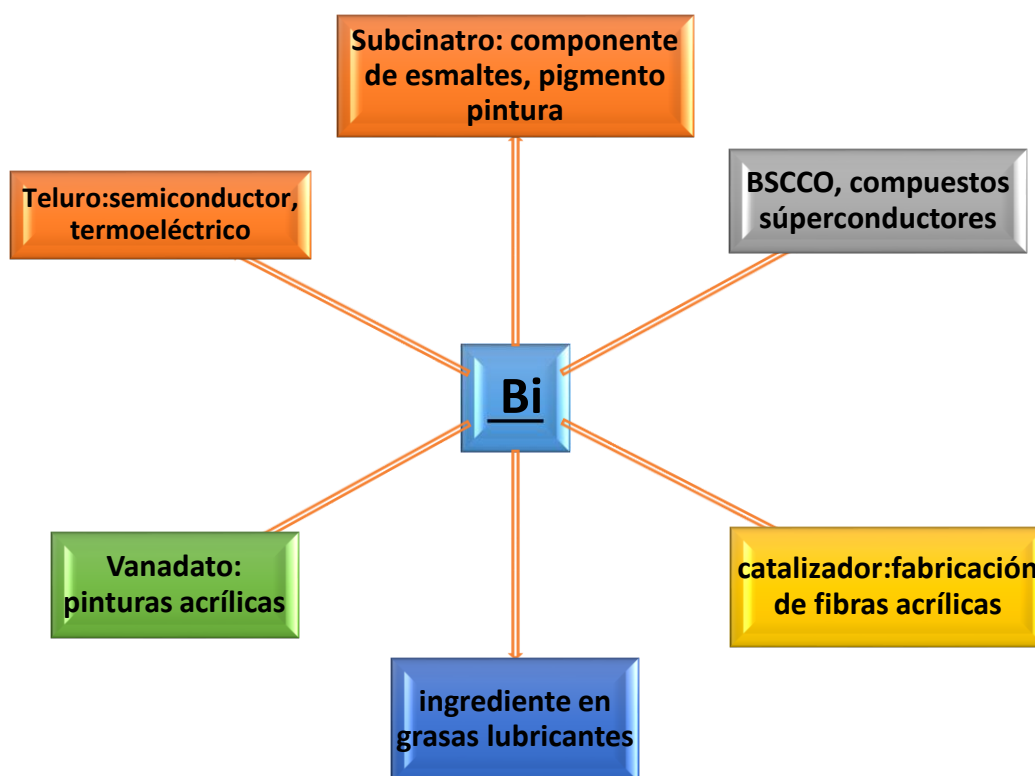 Subcinatro: componente
de esmaltes, pigmento
pintura
Teluro:semiconductor,
termoeléctrico
BSCCO, compuestos
súperconductores
Bi
Vanadato:
pinturas acrílicas
catalizador:fabricación
de fibras acrílicas
ingrediente en
grasas lubricantes